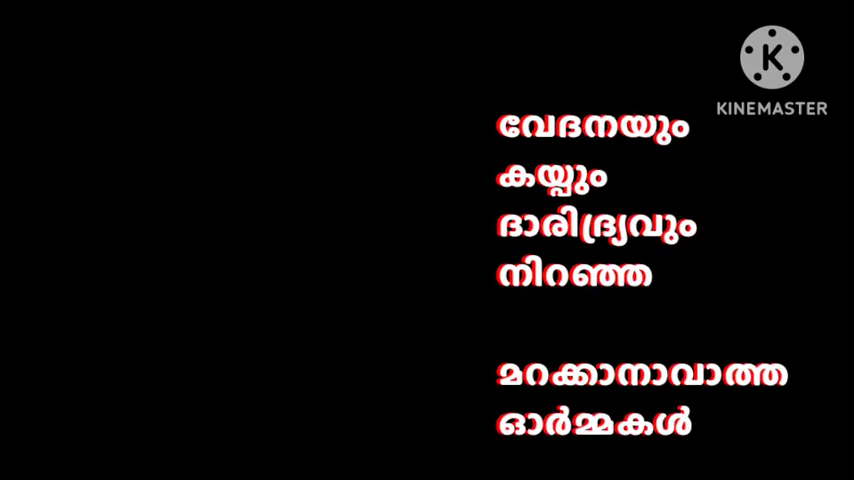 KINEMASTER
വേദനയും
കയ്പും
ദാരിദ്ര്യവും
നിറഞ്ഞ
മറക്കാനാവാത്ത
ഓർമ്മകൾ